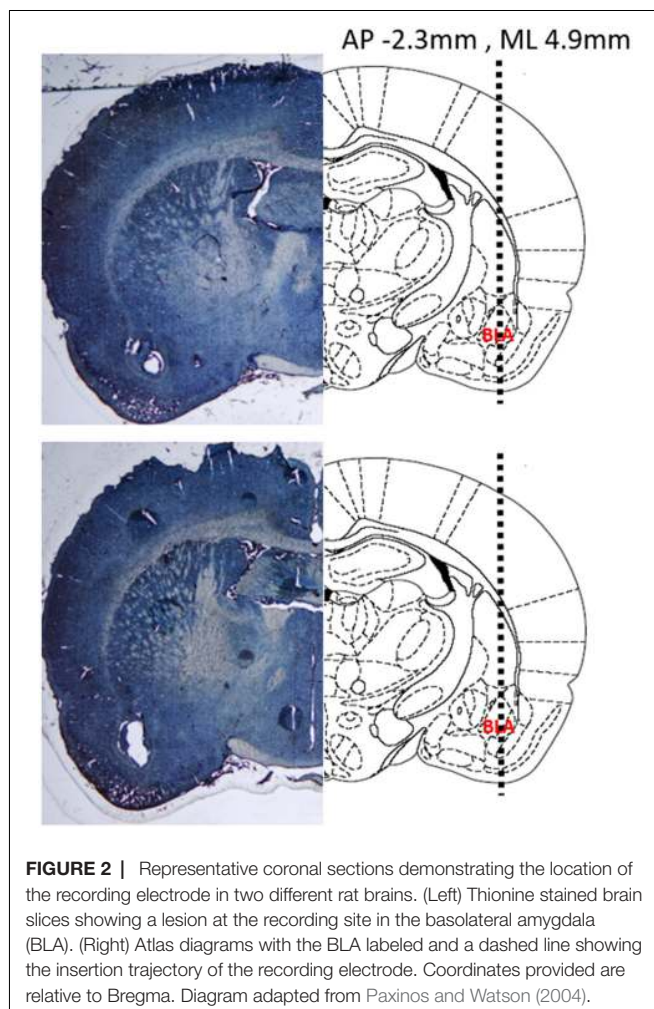 AP -2.3mm , ML 4.9mm
BLA
BLA
FIGURE 2 | Representative coronal sections demonstrating the location of
the recording electrode in two different rat brains. (Left) Thionine stained brain
slices showing a lesion at the recording site in the basolateral amygdala
(BLA). (Right) Atlas diagrams with the BLA labeled and a dashed line showing
the insertion trajectory of the recording electrode. Coordinates provided are
relative to Bregma. Diagram adapted from Paxinos and Watson (2004).